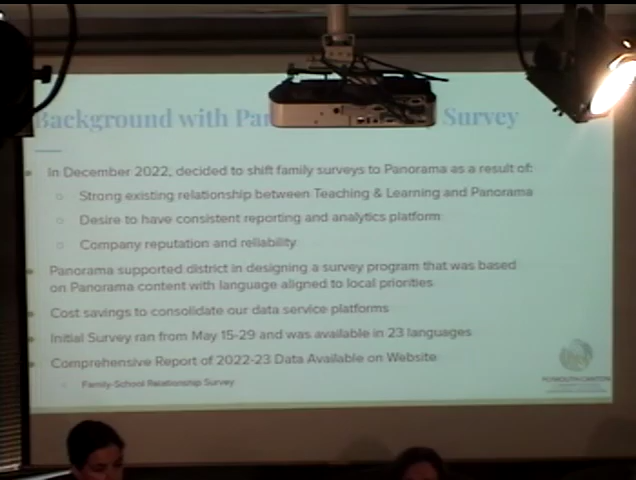 Background with Pan Survey
In December 2022, decided to shift family surveys to Panorama as a result of:
Strong existing relationship between Teaching & Learning and Panorama
Desire to have consistent reporting and analytics platform
Company reputation and reliability
Panorama supported district in designing a survey program that was based
on Panorama content with language aligned to local priorities
Cost savings to consolidate our data service platforms
Initial Survey ran from May 15-29 and was available in 23 languages
Comprehensive Report of 2022-23 Data Available on Website
Family-School Relationship Survey